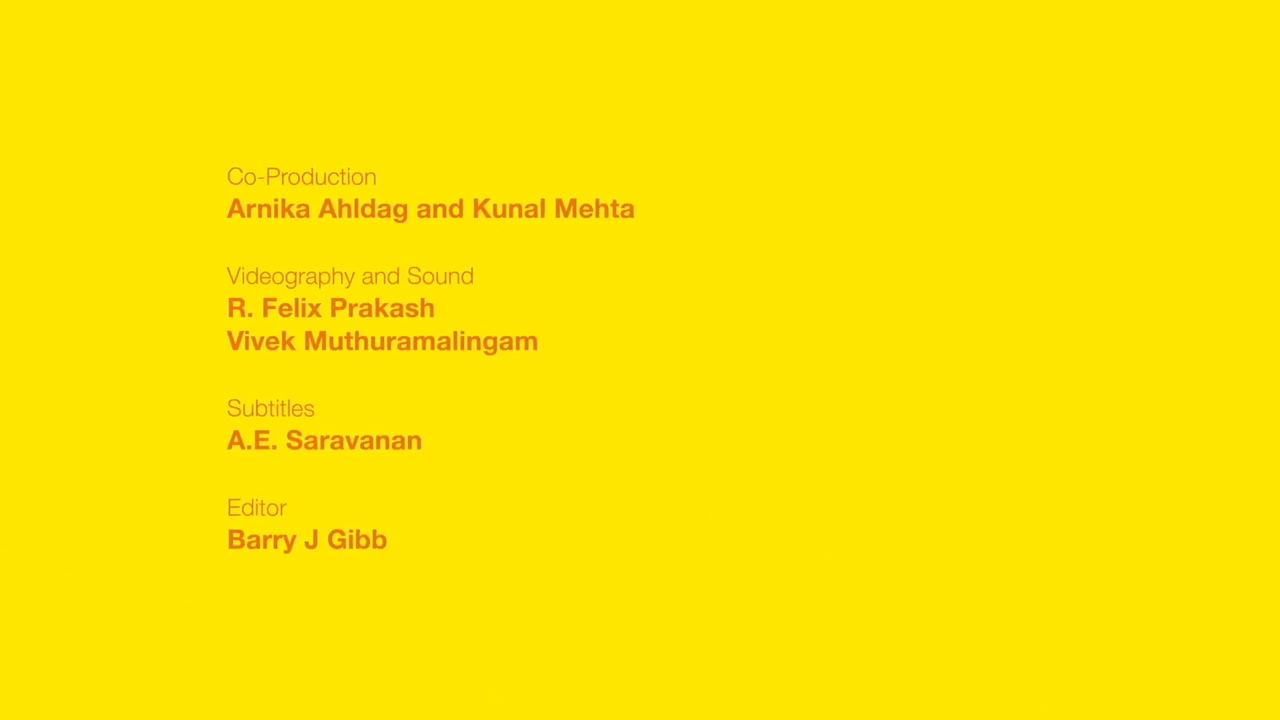 Co-Production
Arnika Ahldag and Kunal Mehta
Videography and Sound
R. Felix Prakash
Vivek Muthuramalingam
Subtitles
A.E. Saravanan
Editor
Barry J Gibb